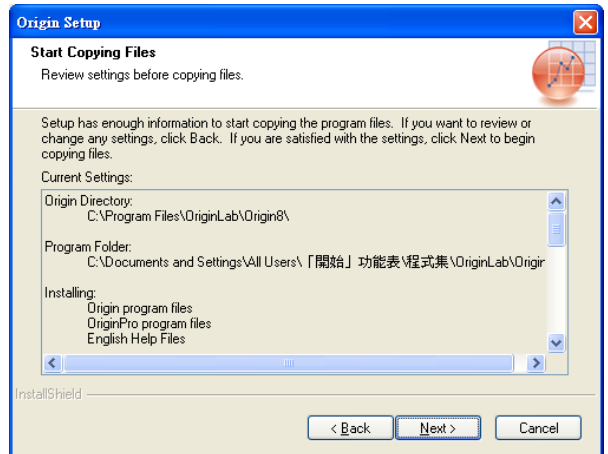 Origin Setup
Start Copying Files
Review settings before copying files.
Setup has enough information to start copying the program files.  If you want to review or
change any settings, click Back.  If you are satisfied with the settings, click Next to begin
copying files.
Current Settings:
Origin Directory:
C:\Program Files\OriginLab\Origin8\
Program Folder:
C:\Documents and Settings\All Users\「開始」功能表\程式集\OriginLab\Origin
Installing:
Origin program files
OriginPro program files
English Help Files
InstallShield
< Back
Next >
Cancel